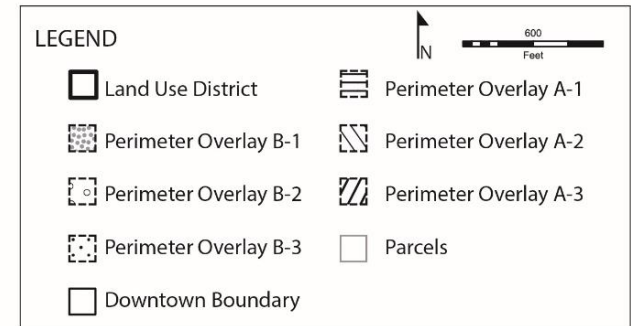 LEGEND
N
600
Feet
Land Use District
Perimeter Overlay A-1
Perimeter Overlay B-1
Perimeter Overlay A-2
Perimeter Overlay B-2
Perimeter Overlay A-3
Perimeter Overlay B-3
Parcels
Downtown Boundary